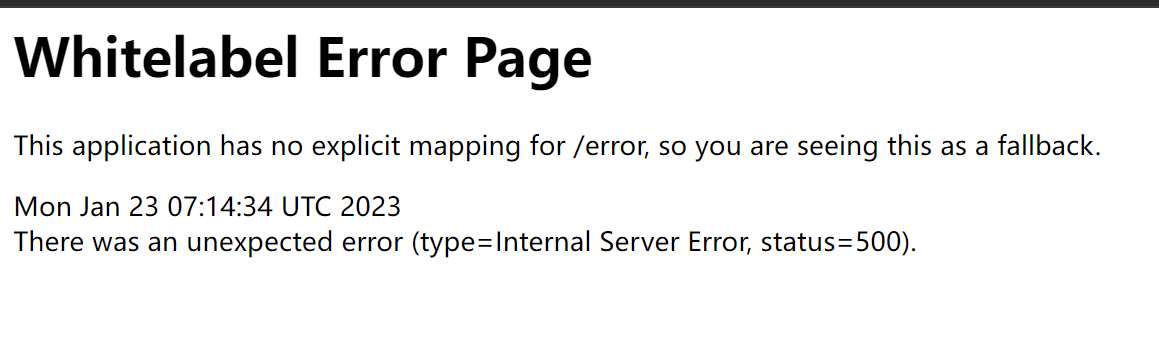 Whitelabel Error Page
This application has no explicit mapping for /error, so you are seeing this as a fallback.
Mon Jan 23 07:14:34 UTC 2023
There was an unexpected error (type=Internal Server Error, status=500).